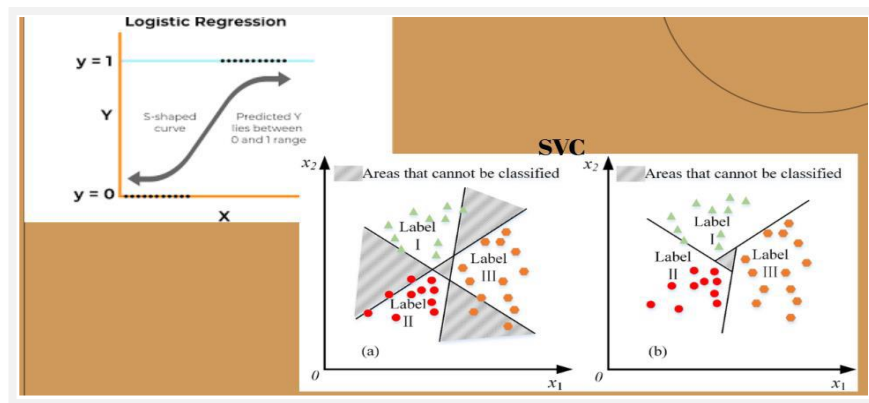 Logistic Regression
y = 1
Y
S-shaped
curve
Predicted Y
lies between
0 and 1 range
y = 0
X
SVC
x₂
Areas that cannot be classified
Label
I
Label
III
Label
II
(a)
0
x₁
x₂
Areas that cannot be classified
Label
I
Label
II
Label
III
(b)
0
x₁